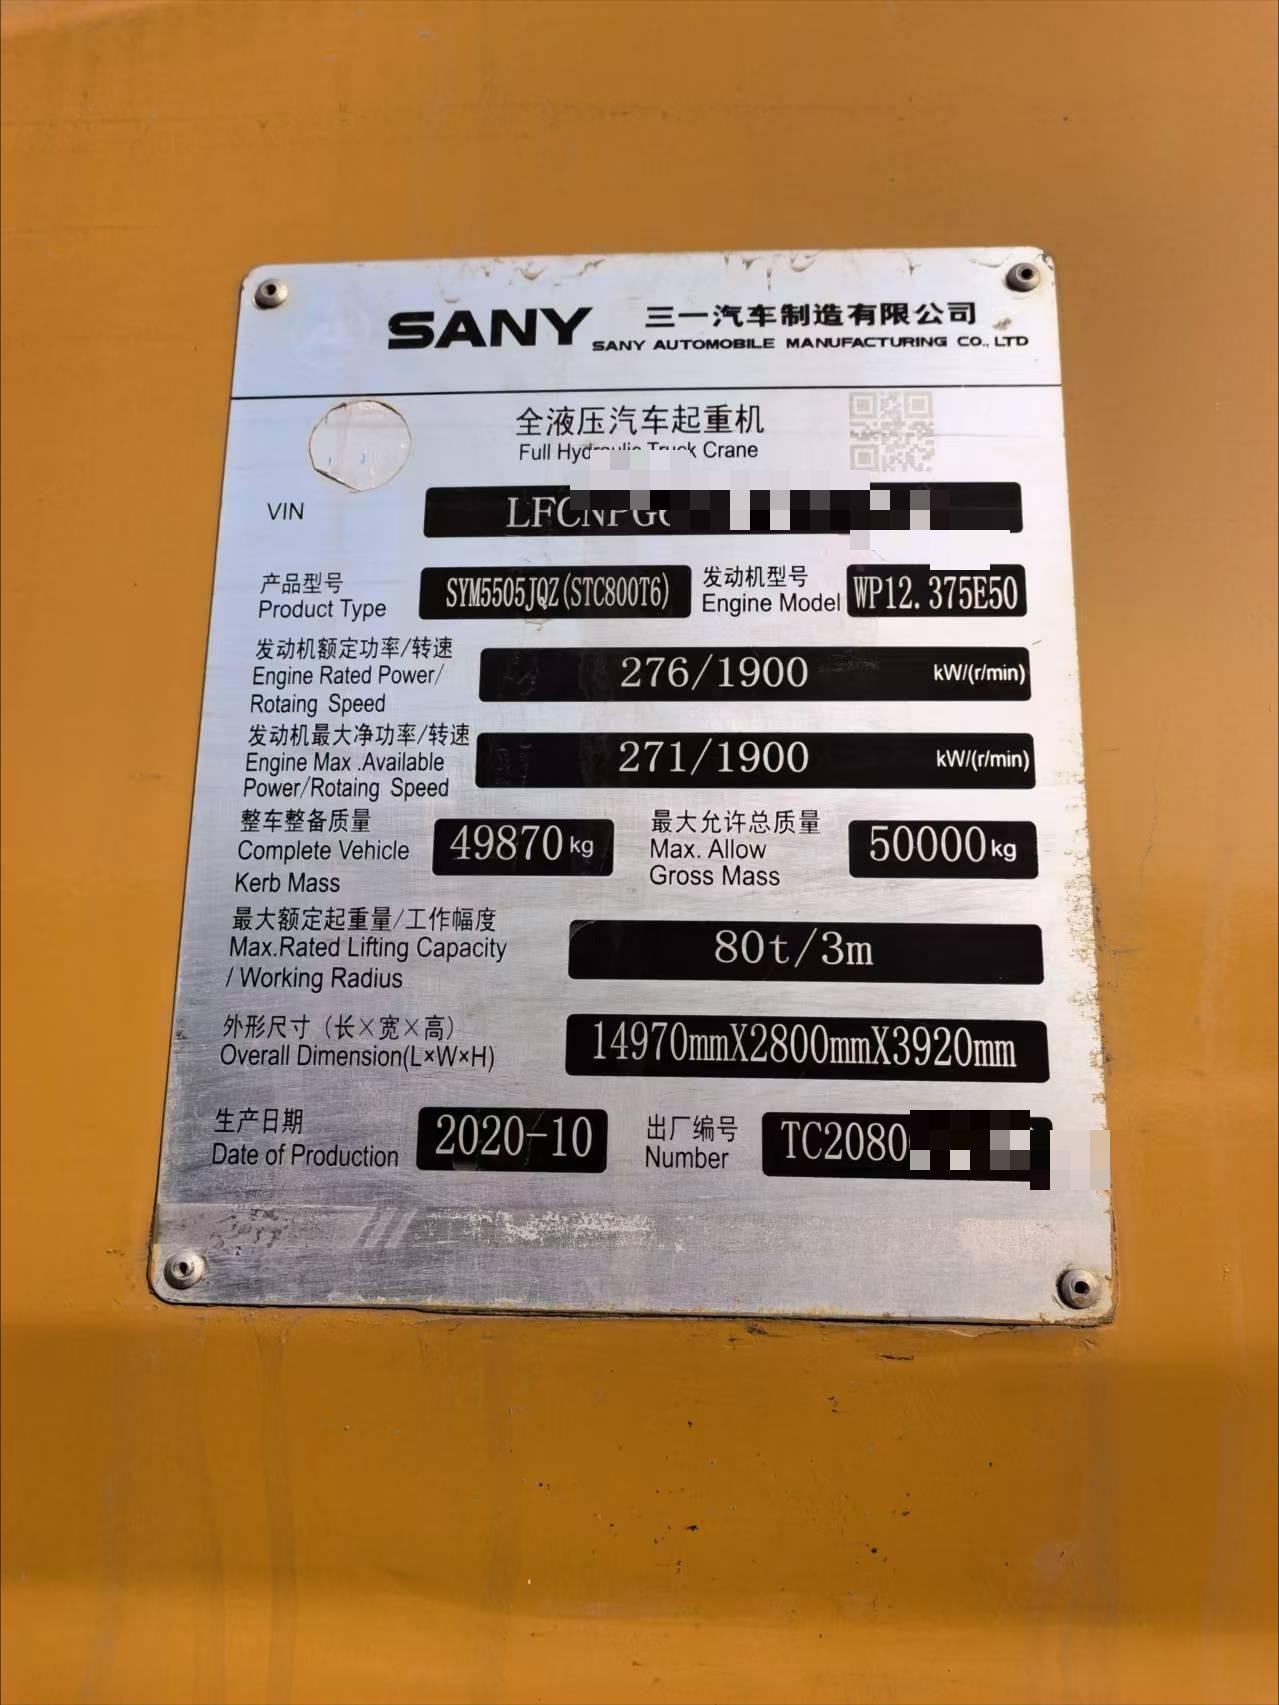 SANY 三一汽车制造有限公司
SANY AUTOMOBILE MANUFACTURING CO., LTD
全液压汽车起重机
Full Hydraulic Truck Crane
VIN LFCNPG
产品型号 SYM5505JQZ(STC800T6) 发动机型号 WP12.375E50
Product Type Engine Model
发动机额定功率/转速
Engine Rated Power/ 276/1900 kW/(r/min)
Rotaing Speed
发动机最大净功率/转速
Engine Max .Available 271/1900 kW/(r/min)
Power/Rotaing Speed
整车整备质量 最大允许总质量
Complete Vehicle 49870kg Max. Allow 50000kg
Kerb Mass Gross Mass
最大额定起重量/工作幅度
Max.Rated Lifting Capacity 80t/3m
/ Working Radius
外形尺寸（长×宽×高）
Overall Dimension(L×W×H) 14970mmX2800mmX3920mm
生产日期 2020-10 出厂编号 TC2080
Date of Production Number